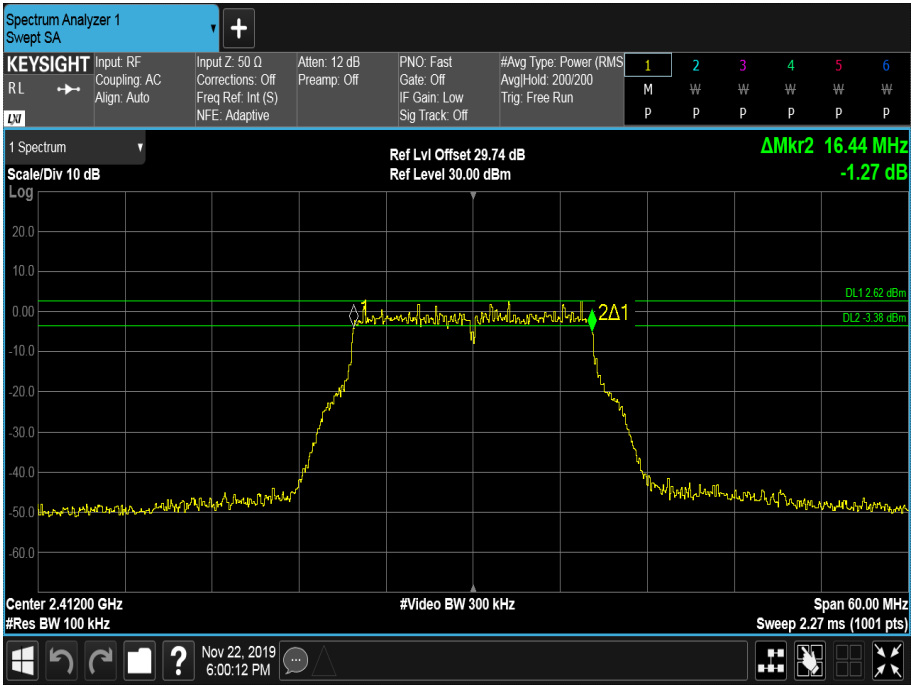 Spectrum Analyzer 1
Swept SA
+
KEYSIGHT
RL
LXI
Input: RF
Coupling: AC
Align: Auto
Input Z: 50 Ω
Corrections: Off
Freq Ref: Int (S)
NFE: Adaptive
Atten: 12 dB
Preamp: Off
PNO: Fast
Gate: Off
IF Gain: Low
Sig Track: Off
#Avg Type: Power (RMS
Avg|Hold: 200/200
Trig: Free Run
1 2 3 4 5 6
M W W W W W
P P P P P P
1 Spectrum
Scale/Div 10 dB
Ref Lvl Offset 29.74 dB
Ref Level 30.00 dBm
ΔMkr2 16.44 MHz
-1.27 dB
Log
20.0
10.0
DL1 2.62 dBm
1
2Δ1
0.00
DL2 -3.38 dBm
-10.0
-20.0
-30.0
-40.0
-50.0
-60.0
Center 2.41200 GHz
#Video BW 300 kHz
Span 60.00 MHz
#Res BW 100 kHz
Sweep 2.27 ms (1001 pts)
?
Nov 22, 2019
6:00:12 PM